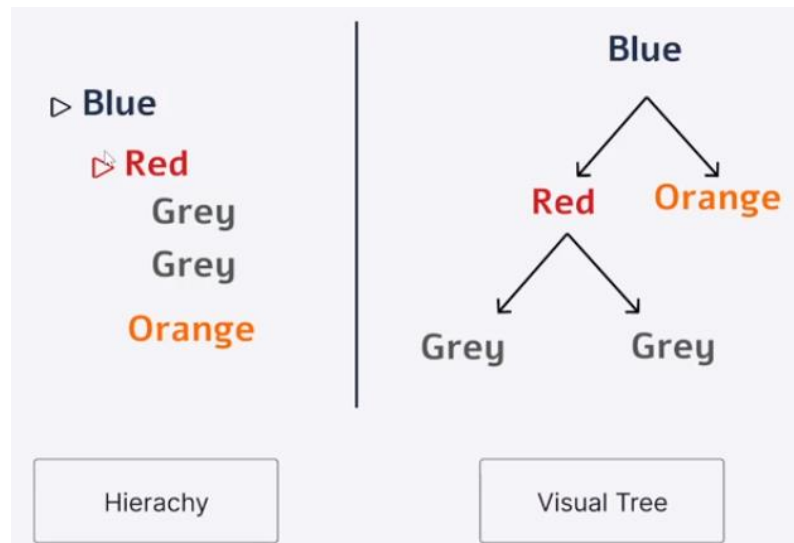 Blue
Red
Grey
Grey
Orange
Hierachy
Blue
Red Orange
Grey Grey
Visual Tree